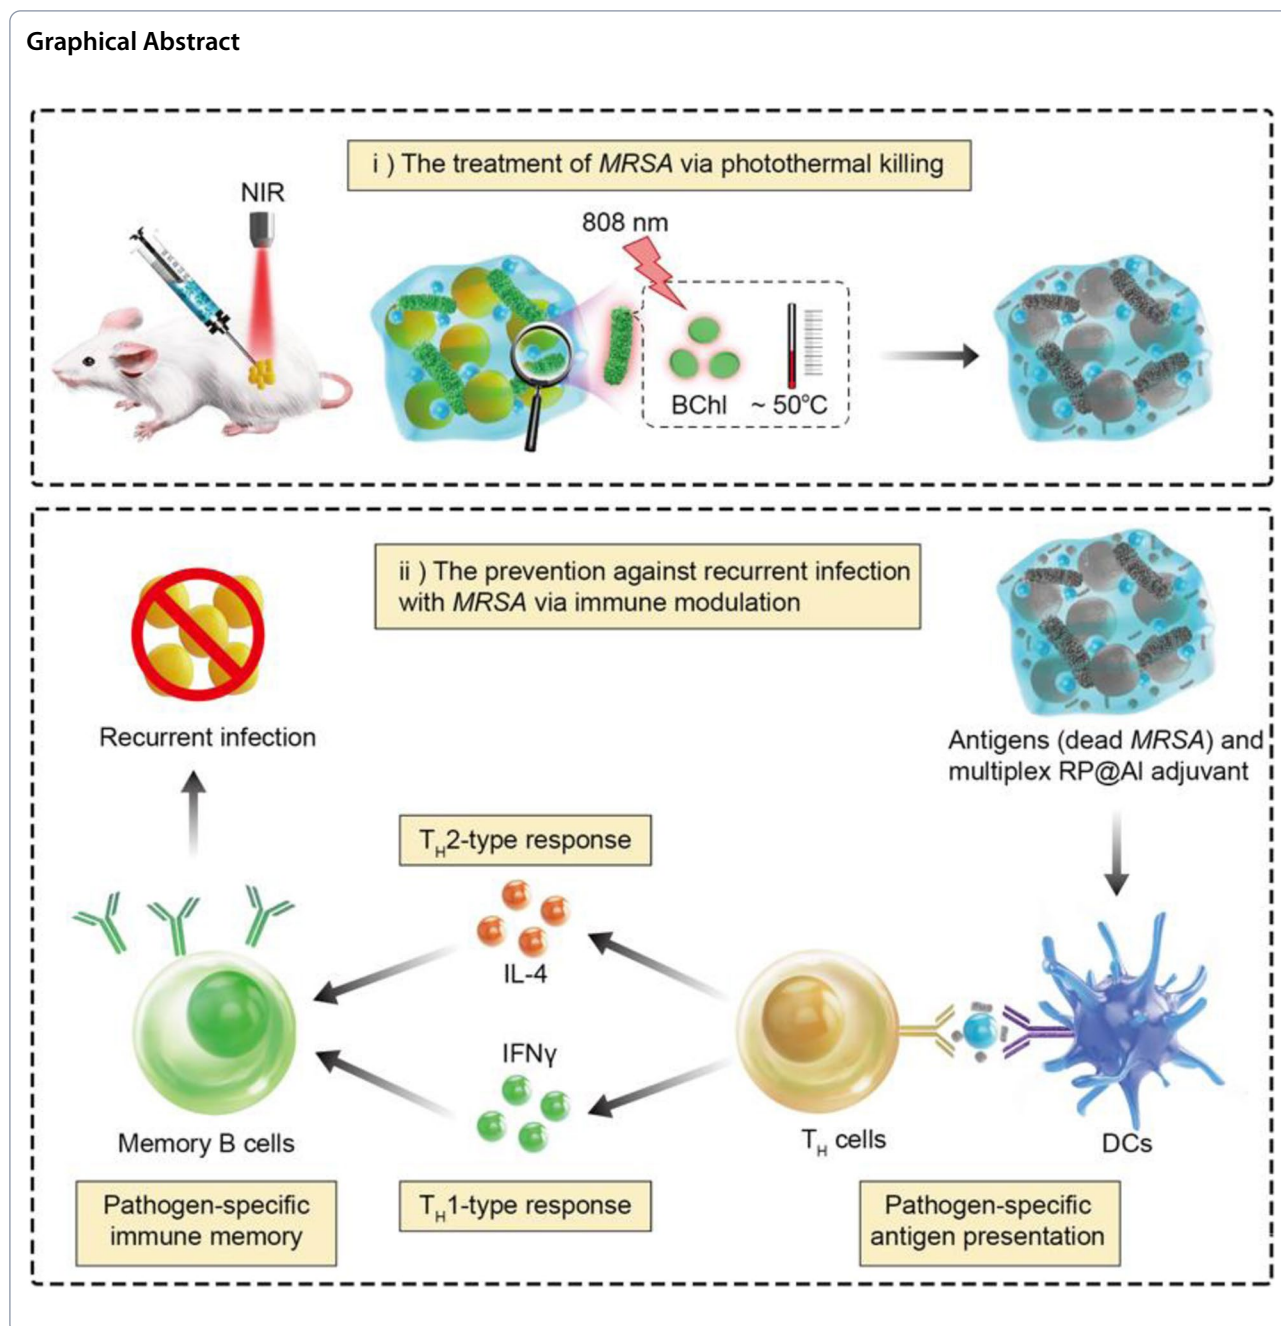 Graphical Abstract
i ) The treatment of MRSA via photothermal killing
NIR
808 nm
BChl
~ 50°C
ii ) The prevention against recurrent infection
with MRSA via immune modulation
Recurrent infection
Antigens (dead MRSA) and
multiplex RP@Al adjuvant
TH2-type response
IL-4
IFNγ
Memory B cells
TH cells
DCs
Pathogen-specific
immune memory
TH1-type response
Pathogen-specific
antigen presentation